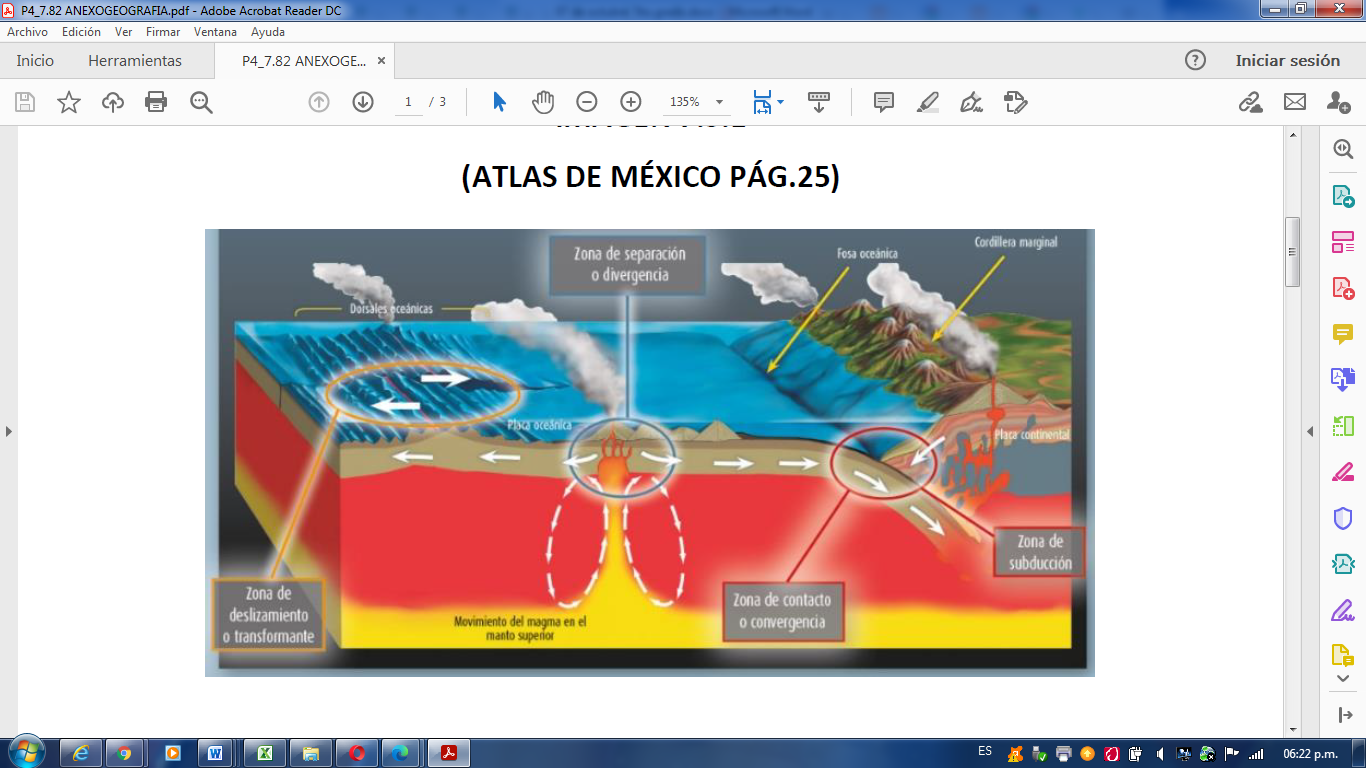 P4_7.82 ANEXOGEOGRAFIA.pdf - Adobe Acrobat Reader DC
Archivo Edición Ver Firmar Ventana Ayuda
Inicio Herramientas P4_7.82 ANEXOGE... × ? Iniciar sesión
1 / 3 135%
(ATLAS DE MÉXICO PÁG.25)
Zona de separación
o divergencia
Fosa oceánica
Cordillera marginal
Dorsales oceánicas
Placa oceánica
Placa continental
Zona de
subducción
Zona de
deslizamiento
o transformante
Movimiento del magma en el
manto superior
Zona de contacto
o convergencia
ES 06:22 p.m.